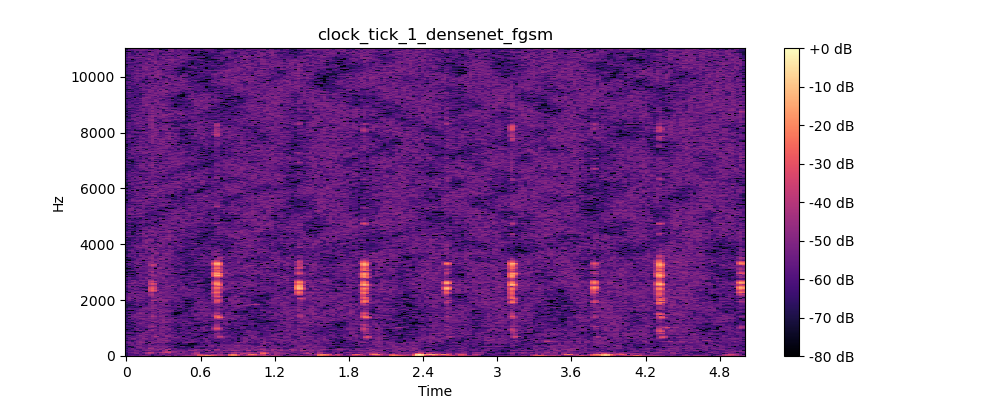 clock_tick_1_densenet_fgsm
Hz
10000
8000
6000
4000
2000
0
0 0.6 1.2 1.8 2.4 3 3.6 4.2 4.8
Time
+0 dB
-10 dB
-20 dB
-30 dB
-40 dB
-50 dB
-60 dB
-70 dB
-80 dB